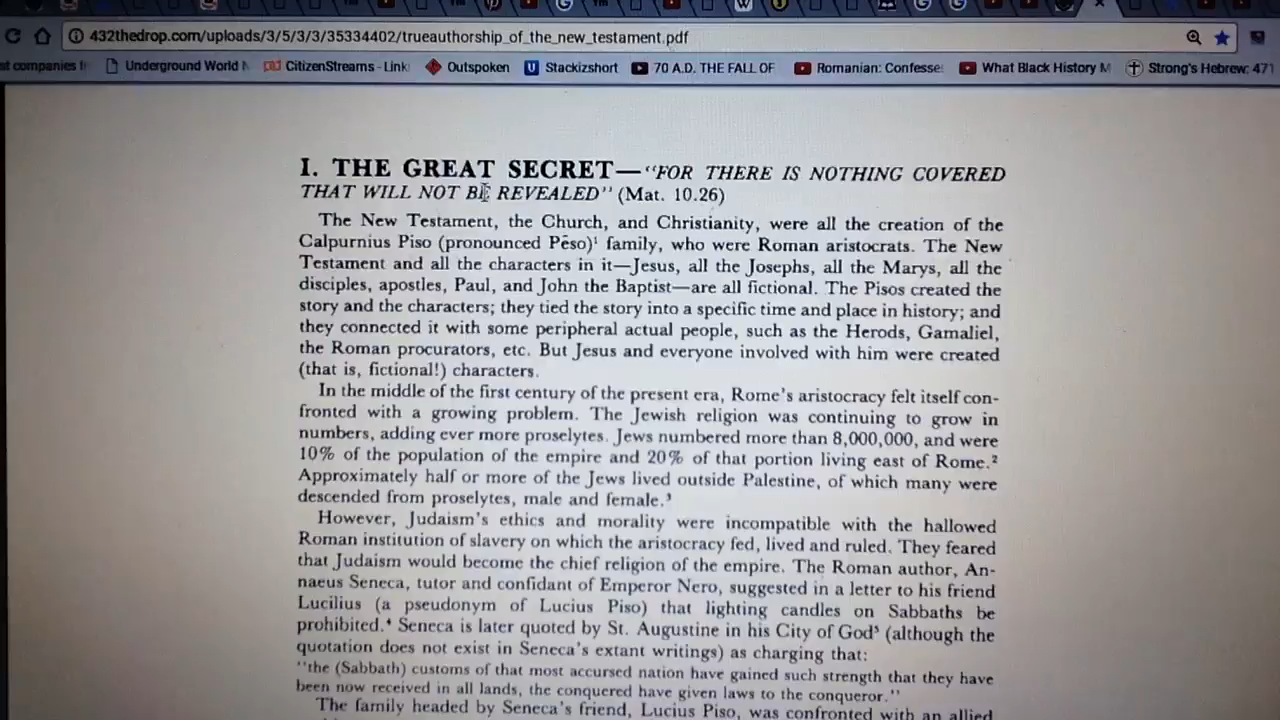 432thedrop.com/uploads/3/5/3/3/35334402/trueauthorship_of_the_new_testament.pdf
st companies Underground World CitizenStreams - Link Outspoken Stackizshort 70 A.D. THE FALL OF Romanian: Confesse What Black History M Strong's Hebrew: 471
I. THE GREAT SECRET—"FOR THERE IS NOTHING COVERED
THAT WILL NOT BE REVEALED" (Mat. 10.26)
The New Testament, the Church, and Christianity, were all the creation of the
Calpurnius Piso (pronounced Pēso)¹ family, who were Roman aristocrats. The New
Testament and all the characters in it—Jesus, all the Josephs, all the Marys, all the
disciples, apostles, Paul, and John the Baptist—are all fictional. The Pisos created the
story and the characters; they tied the story into a specific time and place in history; and
they connected it with some peripheral actual people, such as the Herods, Gamaliel,
the Roman procurators, etc. But Jesus and everyone involved with him were created
(that is, fictional!) characters.
In the middle of the first century of the present era, Rome's aristocracy felt itself con-
fronted with a growing problem. The Jewish religion was continuing to grow in
numbers, adding ever more proselytes. Jews numbered more than 8,000,000, and were
10% of the population of the empire and 20% of that portion living east of Rome.²
Approximately half or more of the Jews lived outside Palestine, of which many were
descended from proselytes, male and female.³
However, Judaism's ethics and morality were incompatible with the hallowed
Roman institution of slavery on which the aristocracy fed, lived and ruled. They feared
that Judaism would become the chief religion of the empire. The Roman author, An-
naeus Seneca, tutor and confidant of Emperor Nero, suggested in a letter to his friend
Lucilius (a pseudonym of Lucius Piso) that lighting candles on Sabbaths be
prohibited.⁴ Seneca is later quoted by St. Augustine in his City of God⁵ (although the
quotation does not exist in Seneca's extant writings) as charging that:
"the (Sabbath) customs of that most accursed nation have gained such strength that they have
been now received in all lands, the conquered have given laws to the conqueror."
The family headed by Seneca's friend, Lucius Piso, was confronted with an allied